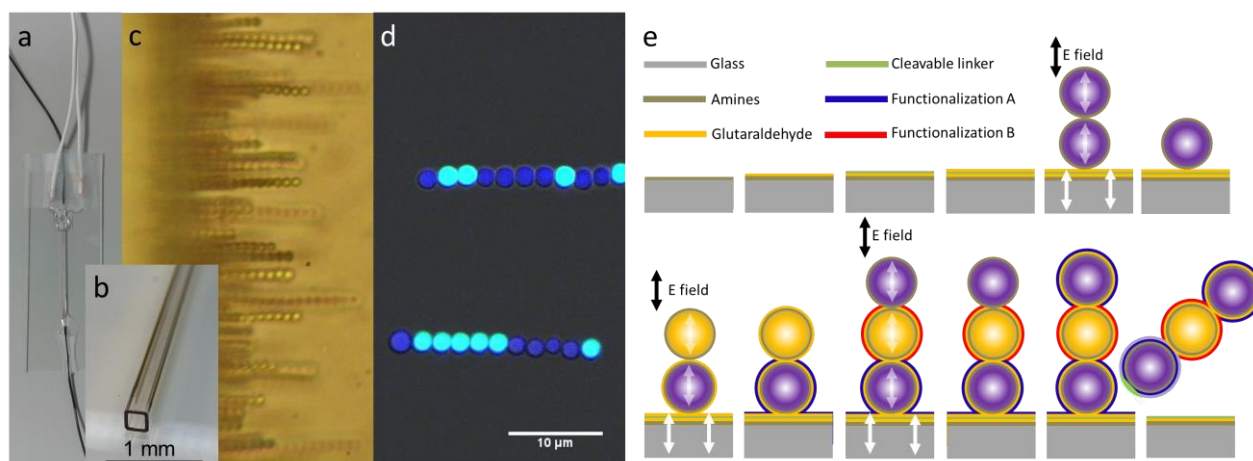 a
b
1 mm
c
d
10 µm
e
Glass
Amines
Glutaraldehyde
Cleavable linker
Functionalization A
Functionalization B
E field
E field
E field